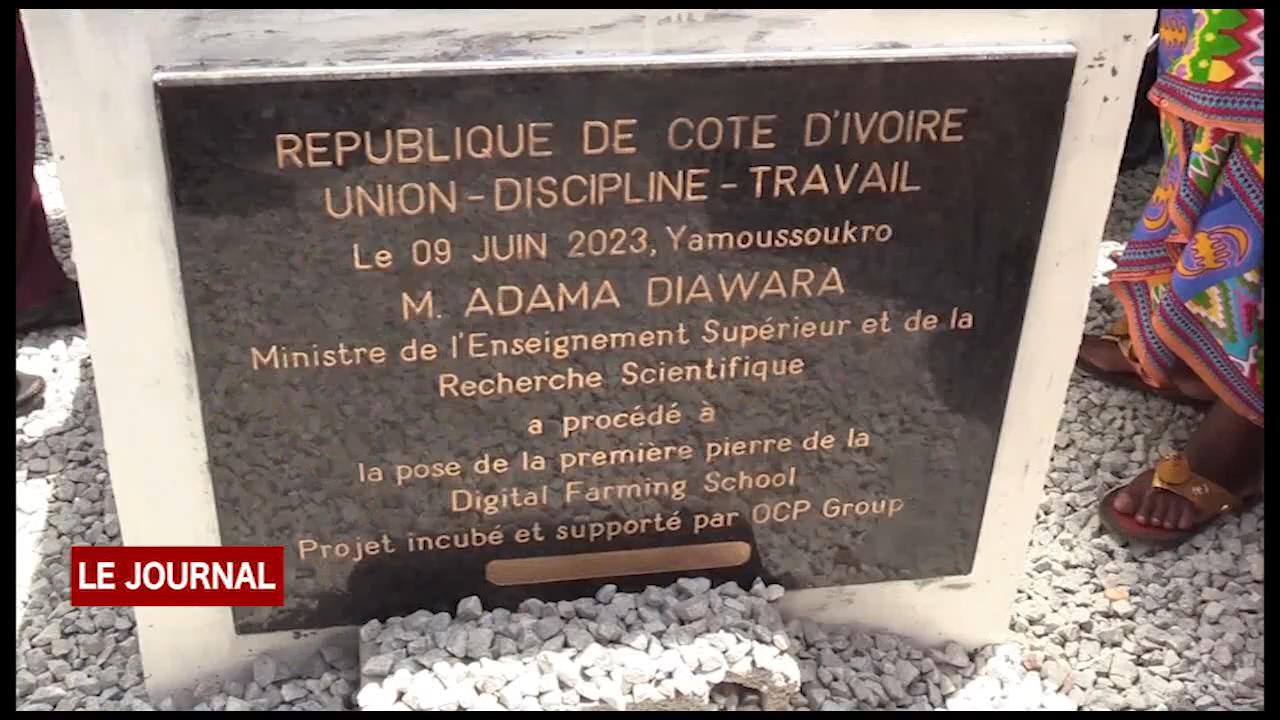 REPUBLIQUE DE COTE D'IVOIRE
UNION - DISCIPLINE - TRAVAIL
Le 09 JUIN 2023, Yamoussoukro
M. ADAMA DIAWARA
Ministre de l'Enseignement Supérieur et de la
Recherche Scientifique
a procédé à
la pose de la première pierre de la
Digital Farming School
Projet incubé et supporté par OCP Group
LE JOURNAL